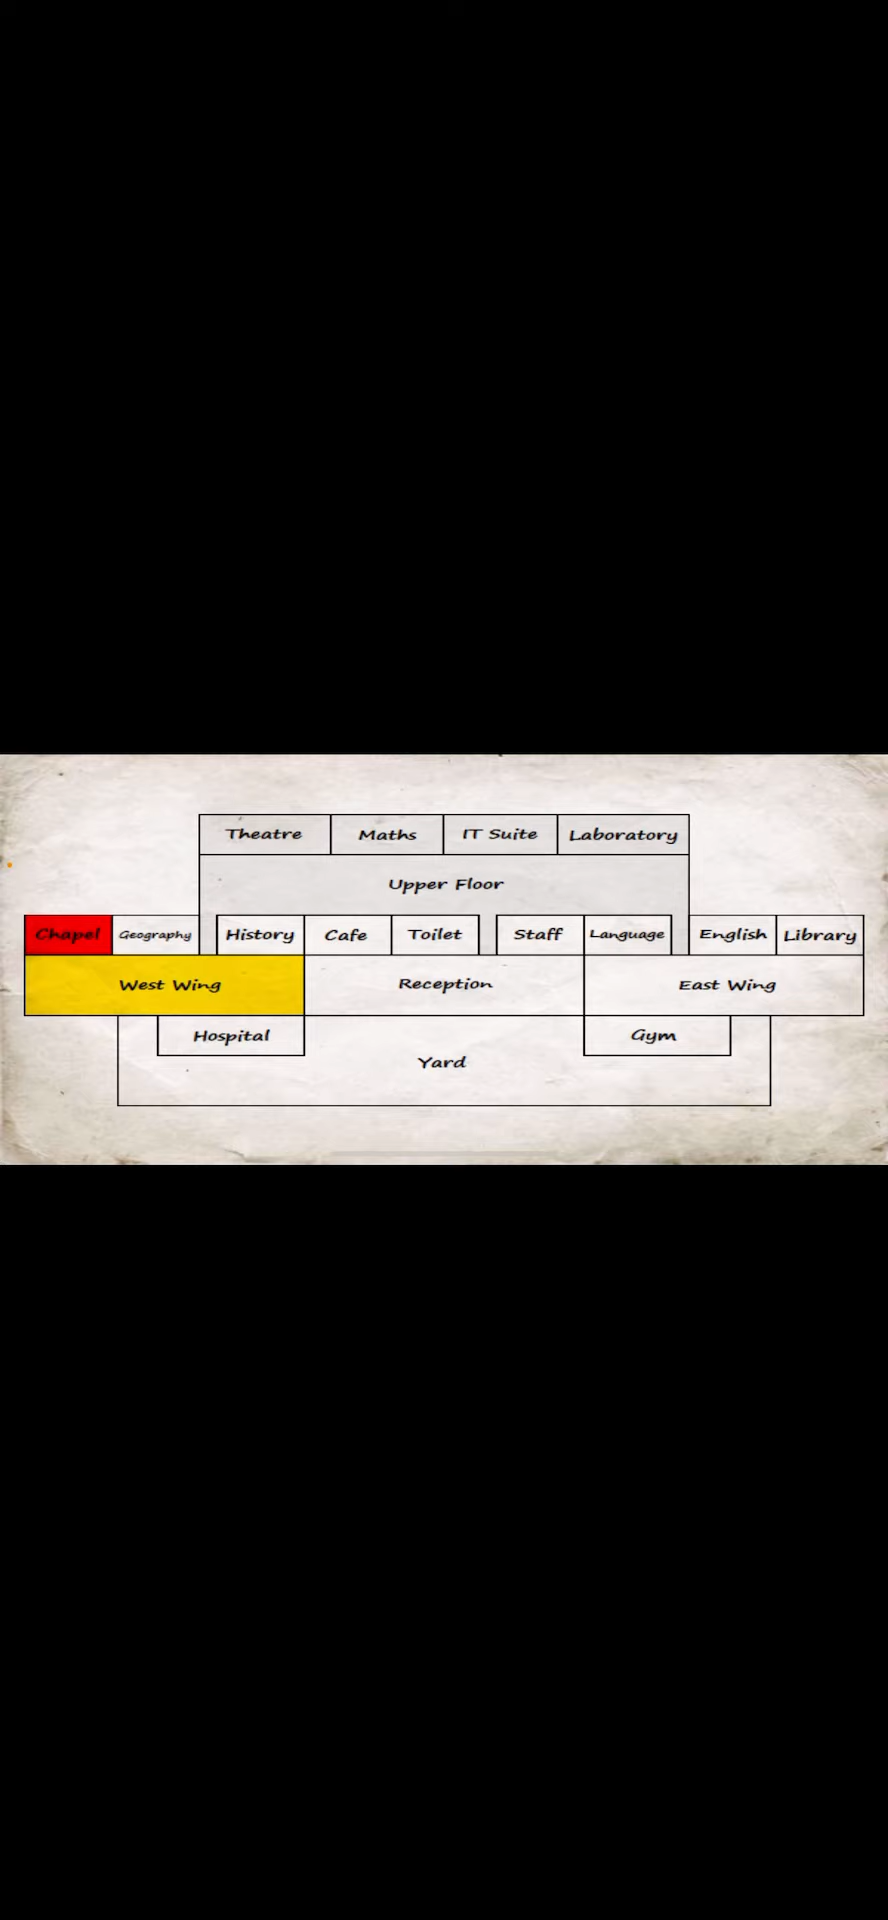 Theatre Maths IT Suite Laboratory
Upper Floor
Chapel Geography History Cafe Toilet Staff Language English Library
West Wing Reception East Wing
Hospital Gym
Yard